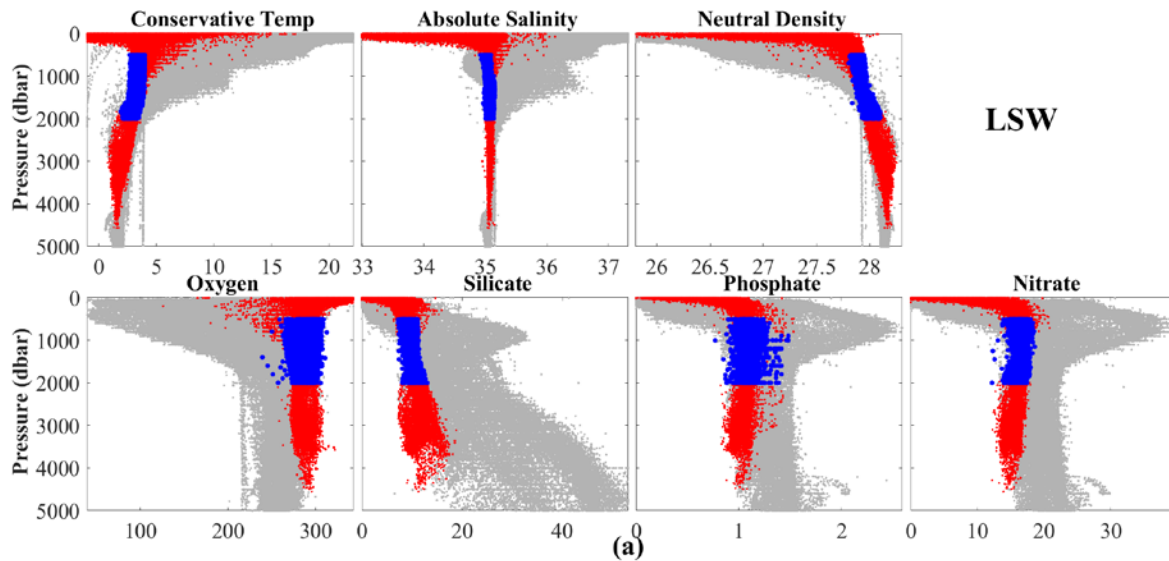 Conservative Temp Absolute Salinity Neutral Density
Pressure (dbar)
0
1000
2000
3000
4000
5000
0 5 10 15 20 33 34 35 36 37 26 26.5 27 27.5 28
LSW
Oxygen Silicate Phosphate Nitrate
Pressure (dbar)
0
1000
2000
3000
4000
5000
100 200 300 0 20 40 0 1 2 0 10 20 30
(a)